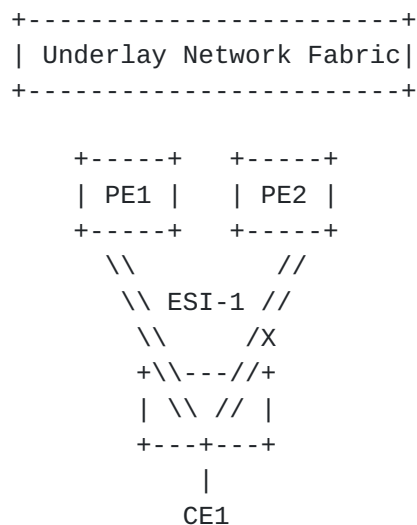 +------------------------+
| Underlay Network Fabric|
+------------------------+
+-----+   +-----+
| PE1 |   | PE2 |
+-----+   +-----+
\\          //
\\ ESI-1 //
\\      /X
+\\---//+
| \\ // |
+---+---+
|
CE1